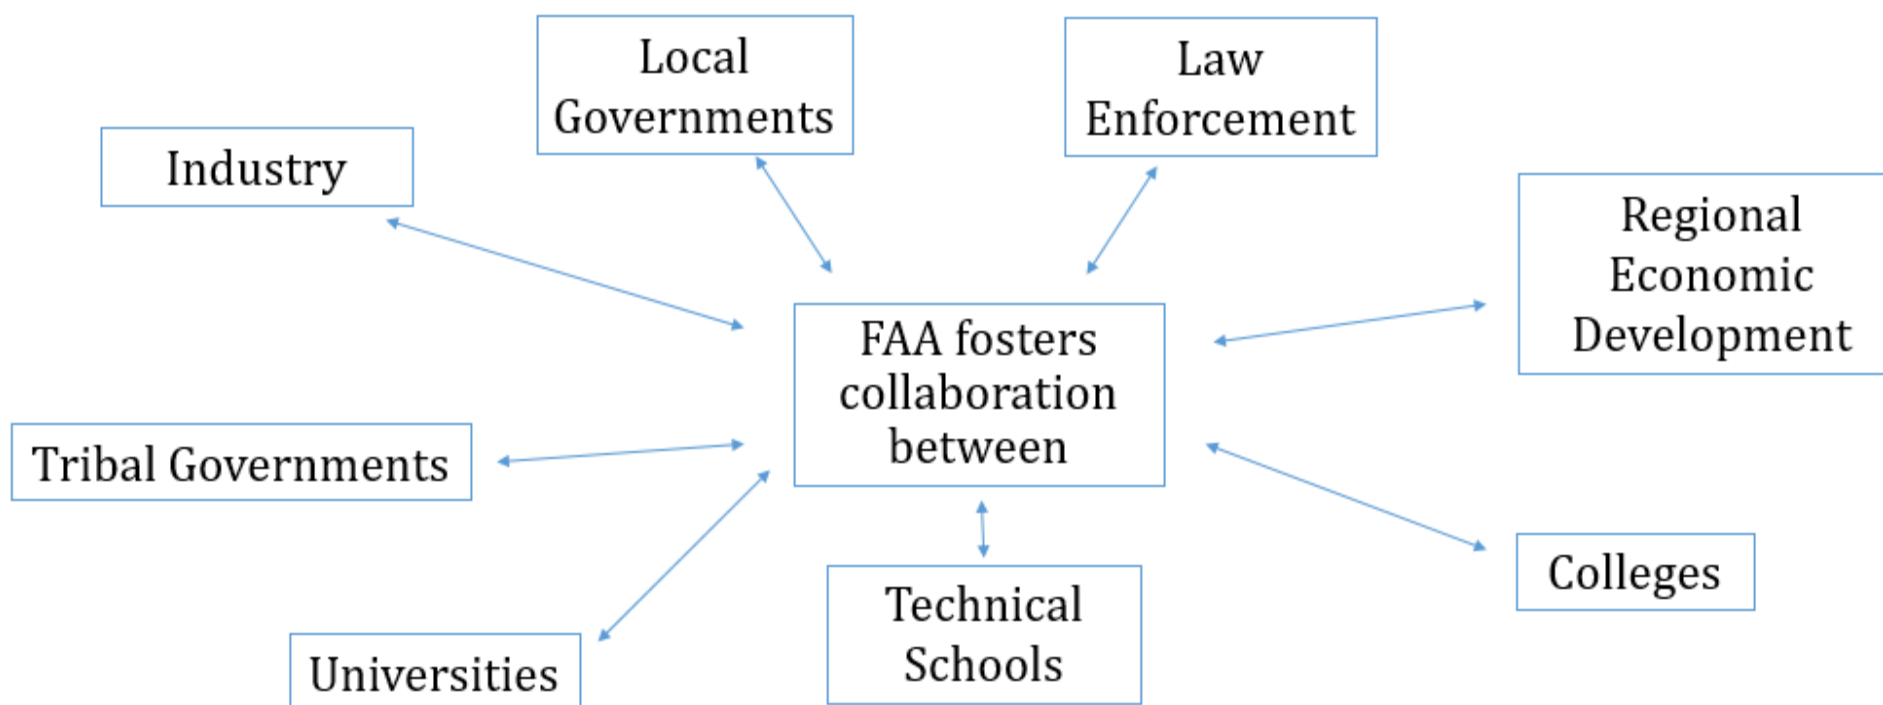 Local
Governments
Law
Enforcement
Industry
Regional
Economic
Development
FAA fosters
collaboration
between
Tribal Governments
Colleges
Technical
Schools
Universities